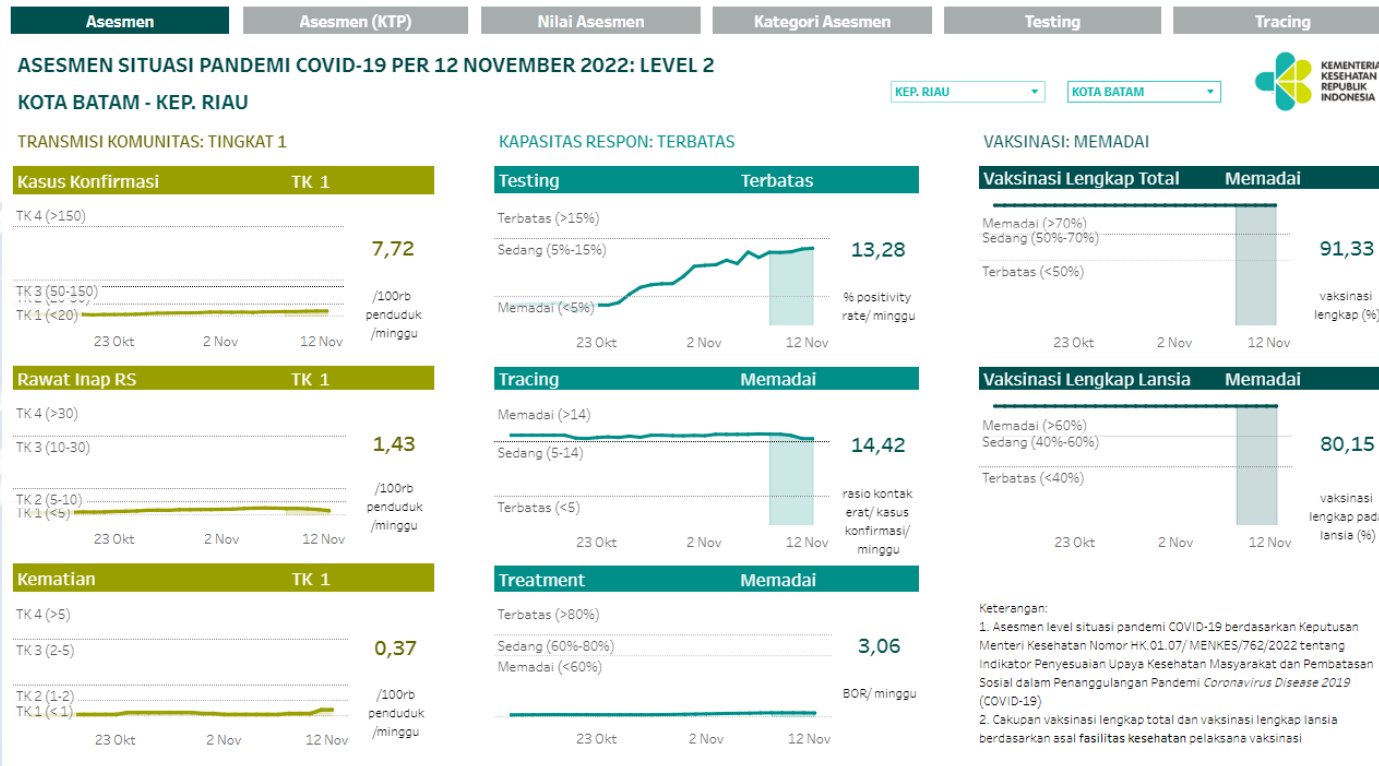 Asesmen
Asesmen (KTP)
Nilai Asesmen
Kategori Asesmen
Testing
Tracing
ASESMEN SITUASI PANDEMI COVID-19 PER 12 NOVEMBER 2022: LEVEL 2
KOTA BATAM - KEP. RIAU
KEP. RIAU
KOTA BATAM
KEMENTERIA
KESEHATAN
REPUBLIK
INDONESIA
TRANSMISI KOMUNITAS: TINGKAT 1
Kasus Konfirmasi TK 1
TK 4 (>150)
TK 3 (50-150)
TK 1 (<20)
7,72
/100rb
penduduk
/minggu
23 Okt 2 Nov 12 Nov
Rawat Inap RS TK 1
TK 4 (>30)
TK 3 (10-30)
TK 2 (5-10)
TK 1 (<5)
1,43
/100rb
penduduk
/minggu
23 Okt 2 Nov 12 Nov
Kematian TK 1
TK 4 (>5)
TK 3 (2-5)
TK 2 (1-2)
TK 1 (< 1)
0,37
/100rb
penduduk
/minggu
23 Okt 2 Nov 12 Nov
KAPASITAS RESPON: TERBATAS
Testing Terbatas
Terbatas (>15%)
Sedang (5%-15%)
Memadai (<5%)
13,28
% positivity
rate/ minggu
23 Okt 2 Nov 12 Nov
Tracing Memadai
Memadai (>14)
Sedang (5-14)
Terbatas (<5)
14,42
rasio kontak
erat/ kasus
konfirmasi/
minggu
23 Okt 2 Nov 12 Nov
Treatment Memadai
Terbatas (>80%)
Sedang (60%-80%)
Memadai (<60%)
3,06
BOR/ minggu
23 Okt 2 Nov 12 Nov
VAKSINASI: MEMADAI
Vaksinasi Lengkap Total Memadai
Memadai (>70%)
Sedang (50%-70%)
Terbatas (<50%)
91,33
vaksinasi
lengkap (%)
23 Okt 2 Nov 12 Nov
Vaksinasi Lengkap Lansia Memadai
Memadai (>60%)
Sedang (40%-60%)
Terbatas (<40%)
80,15
vaksinasi
lengkap pada
lansia (%)
23 Okt 2 Nov 12 Nov
Keterangan:
1. Asesmen level situasi pandemi COVID-19 berdasarkan Keputusan
Menteri Kesehatan Nomor HK.01.07/ MENKES/762/2022 tentang
Indikator Penyesuaian Upaya Kesehatan Masyarakat dan Pembatasan
Sosial dalam Penanggulangan Pandemi Coronavirus Disease 2019
(COVID-19)
2. Cakupan vaksinasi lengkap total dan vaksinasi lengkap lansia
berdasarkan asal fasilitas kesehatan pelaksana vaksinasi